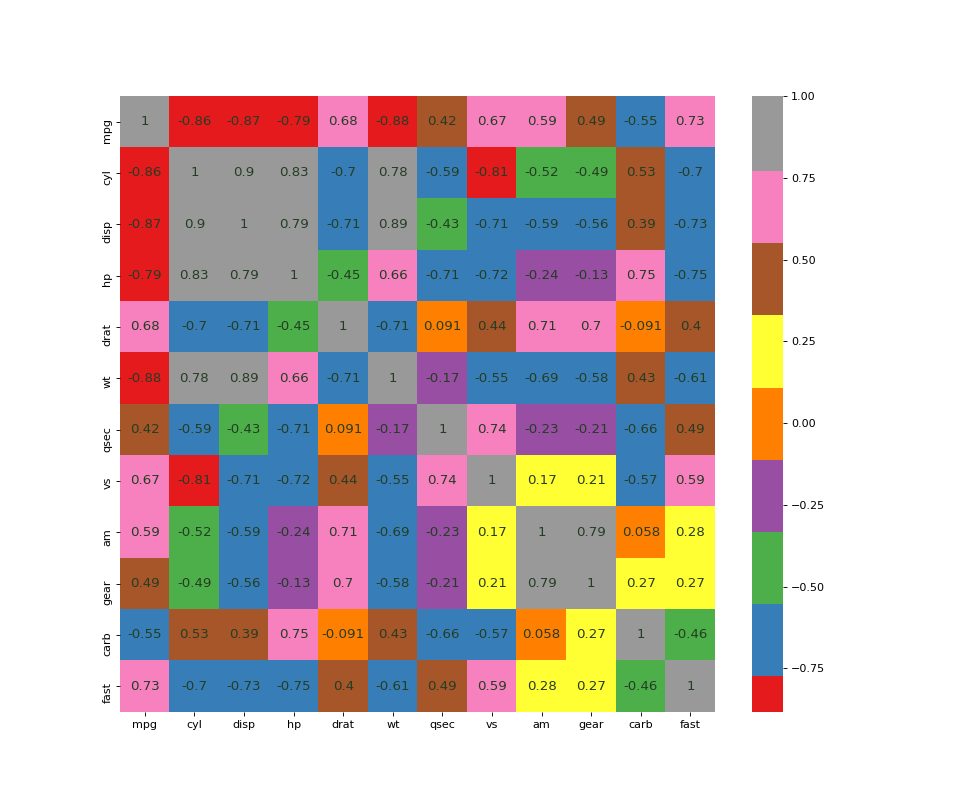 mpg 1 -0.86 -0.87 -0.79 0.68 -0.88 0.42 0.67 0.59 0.49 -0.55 0.73
cyl -0.86 1 0.9 0.83 -0.7 0.78 -0.59 -0.81 -0.52 -0.49 0.53 -0.7
disp -0.87 0.9 1 0.79 -0.71 0.89 -0.43 -0.71 -0.59 -0.56 0.39 -0.73
hp -0.79 0.83 0.79 1 -0.45 0.66 -0.71 -0.72 -0.24 -0.13 0.75 -0.75
drat 0.68 -0.7 -0.71 -0.45 1 -0.71 0.091 0.44 0.71 0.7 -0.091 0.4
wt -0.88 0.78 0.89 0.66 -0.71 1 -0.17 -0.55 -0.69 -0.58 0.43 -0.61
qsec 0.42 -0.59 -0.43 -0.71 0.091 -0.17 1 0.74 -0.23 -0.21 -0.66 0.49
vs 0.67 -0.81 -0.71 -0.72 0.44 -0.55 0.74 1 0.17 0.21 -0.57 0.59
am 0.59 -0.52 -0.59 -0.24 0.71 -0.69 -0.23 0.17 1 0.79 0.058 0.28
gear 0.49 -0.49 -0.56 -0.13 0.7 -0.58 -0.21 0.21 0.79 1 0.27 0.27
carb -0.55 0.53 0.39 0.75 -0.091 0.43 -0.66 -0.57 0.058 0.27 1 -0.46
fast 0.73 -0.7 -0.73 -0.75 0.4 -0.61 0.49 0.59 0.28 0.27 -0.46 1
mpg cyl disp hp drat wt qsec vs am gear carb fast
1.00
0.75
0.50
0.25
0.00
−0.25
−0.50
−0.75